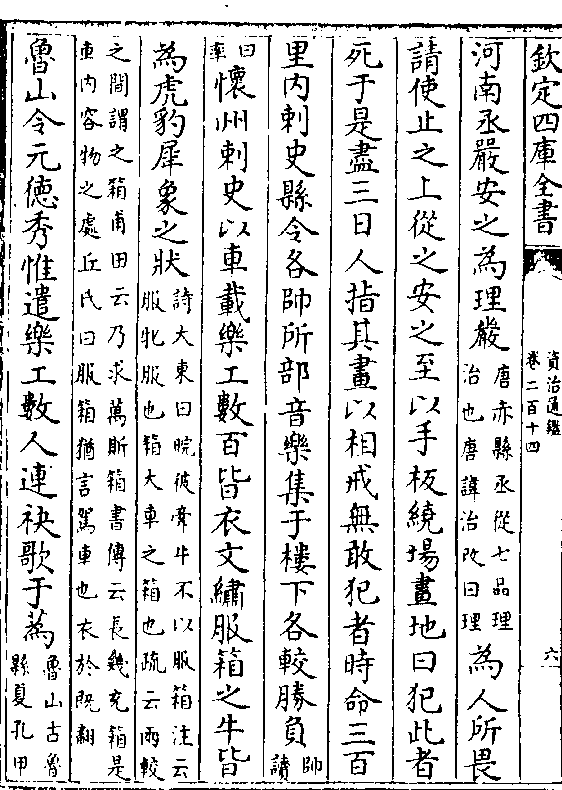 欽定四庫全書
資治通鑑
卷二百十四
六
河南丞嚴安之為理嚴
唐赤縣丞從七品理
治也唐諱治改曰理
為人所畏
請使止之上從之安之至以手板繞場畫地曰犯此者
死于是盡三日人指其畫以相戒無敢犯者時命三百
里內刺史縣令各帥所部音樂集于樓下各較勝負
帥
讀
曰
率
懷州刺史以車載樂工數百皆衣文繡服箱之牛皆
為虎豹犀象之狀
詩大東曰睆彼牽牛不以服箱注云
服牝服也箱大車之箱也疏云兩較
之間謂之箱甫田云乃求萬斯箱書傳云長幾充箱是
車內容物之處丘氏曰服箱猶言駕車也衣於既翻
魯山令元德秀惟遣樂工數人連袂歌于蒍
魯山古魯
縣夏孔甲